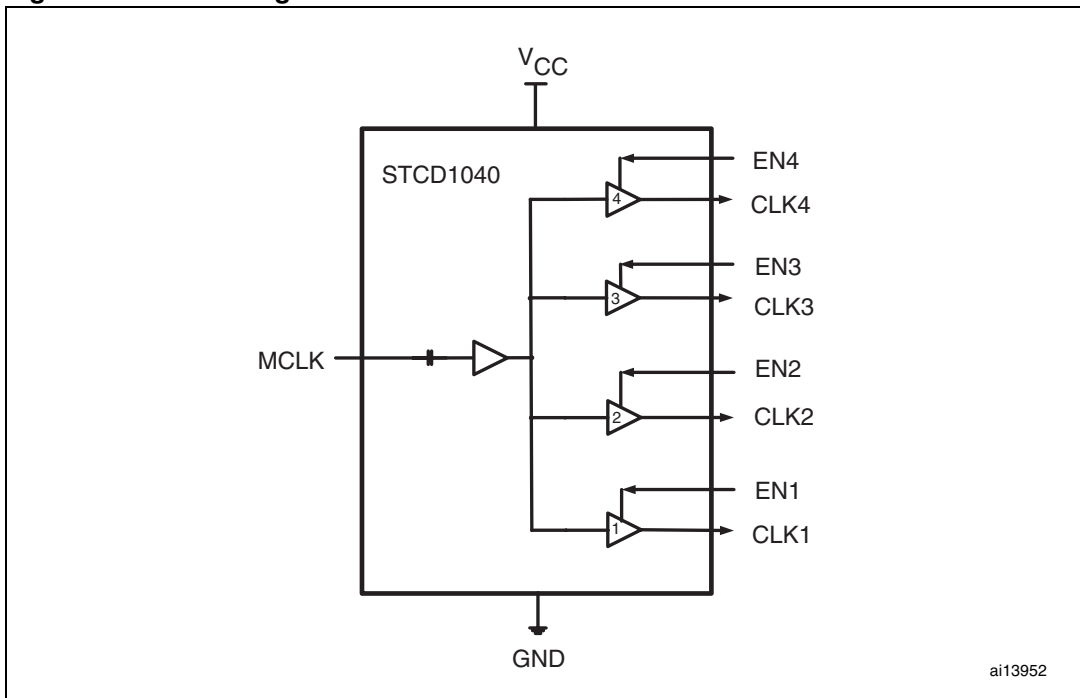 V_CC
STCD1040
EN4
4
CLK4
EN3
3
CLK3
MCLK
EN2
2
CLK2
EN1
1
CLK1
GND
ai13952